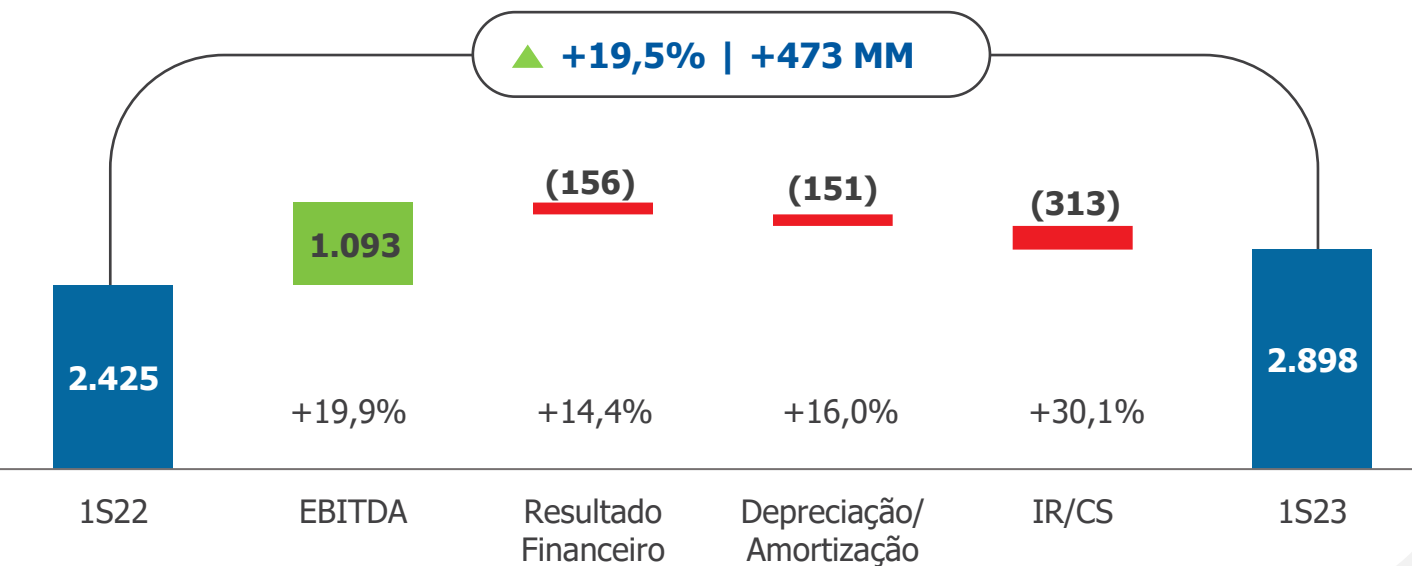 +19,5% | +473 MM
(156)
(151)
(313)
1.093
2.425
2.898
+19,9%
+14,4%
+16,0%
+30,1%
1S22
EBITDA
Resultado
Financeiro
Depreciação/
Amortização
IR/CS
1S23